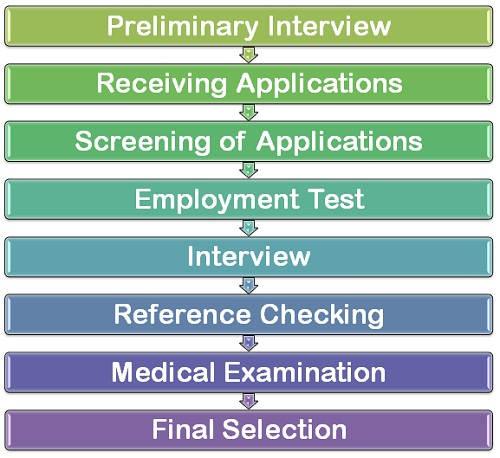 Preliminary Interview
Receiving Applications
Screening of Applications
Employment Test
Interview
Reference Checking
Medical Examination
Final Selection